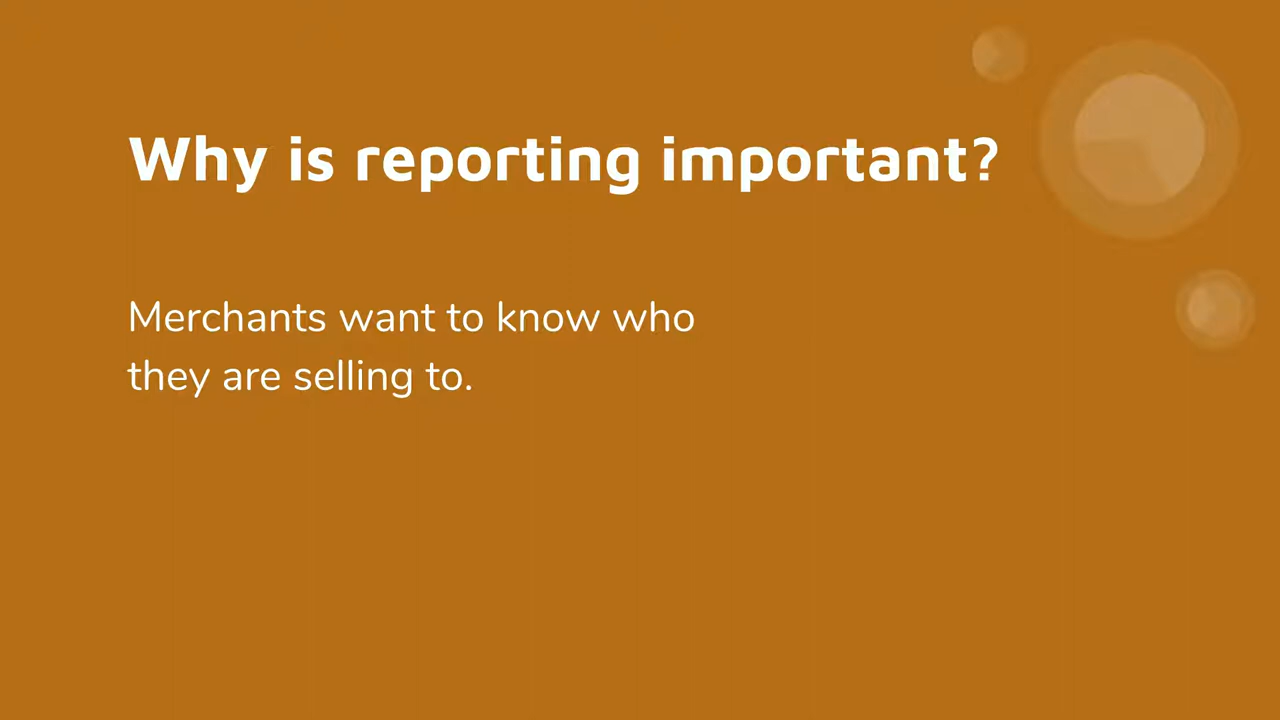 Why is reporting important?
Merchants want to know who
they are selling to.